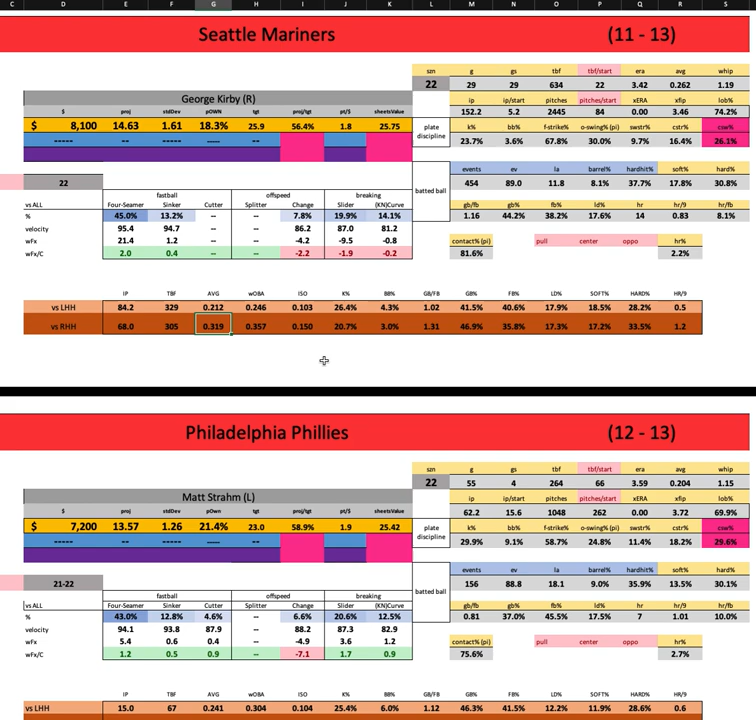 C D E F G H I J K L M N O P Q R S
Seattle Mariners (11 - 13)
szn g gs tbf tbf/start era avg whip
22 29 29 634 22 3.42 0.262 1.19
George Kirby (R) ip ip/start pitches pitches/start xERA xfip lob%
$ proj stdDev pOWN tgt proj/tgt pt/$ sheetsValue 152.2 5.2 2445 84 0.00 3.46 74.2%
$ 8,100 14.63 1.61 18.3% 25.9 56.4% 1.8 25.75 plate discipline k% bb% f-strike% o-swing% (pi) swstr% cstr% csw%
----- -- -- ---- -- 23.7% 3.6% 67.8% 30.0% 9.7% 16.4% 26.1%
events ev la barrel% hardhit% soft% hard%
22 batted ball 454 89.0 11.8 8.1% 37.7% 17.8% 30.8%
fastball offspeed breaking
vs ALL Four-Seamer Sinker Cutter Splitter Change Slider (KN)Curve gb/fb gb% fb% ld% hr hr/9 hr/fb
% 45.0% 13.2% -- -- 7.8% 19.9% 14.1% 1.16 44.2% 38.2% 17.6% 14 0.83 8.1%
velocity 95.4 94.7 -- -- 86.2 87.0 81.2
wFx 21.4 1.2 -- -- -4.2 -9.5 -0.8 contact% (pi) pull center oppo hr%
wFx/C 2.0 0.4 -- -- -2.2 -1.9 -0.2 81.6% 2.2%
IP TBF AVG wOBA ISO K% BB% GB/FB GB% FB% LD% SOFT% HARD% HR/9
vs LHH 84.2 329 0.212 0.246 0.103 26.4% 4.3% 1.02 41.5% 40.6% 17.9% 18.5% 28.2% 0.5
vs RHH 68.0 305 0.319 0.357 0.150 20.7% 3.0% 1.31 46.9% 35.8% 17.3% 17.2% 33.5% 1.2
Philadelphia Phillies (12 - 13)
szn g gs tbf tbf/start era avg whip
22 55 4 264 66 3.59 0.204 1.15
Matt Strahm (L) ip ip/start pitches pitches/start xERA xfip lob%
$ proj stdDev pOwn tgt proj/tgt pt/$ sheetsValue 62.2 15.6 1048 262 0.00 3.72 69.9%
$ 7,200 13.57 1.26 21.4% 23.0 58.9% 1.9 25.42 plate discipline k% bb% f-strike% o-swing% (pi) swstr% cstr% csw%
----- -- -- ---- -- 29.9% 9.1% 58.7% 24.8% 11.4% 18.2% 29.6%
events ev la barrel% hardhit% soft% hard%
21-22 batted ball 156 88.8 18.1 9.0% 35.9% 13.5% 30.1%
fastball offspeed breaking
vs ALL Four-Seamer Sinker Cutter Splitter Change Slider (KN)Curve gb/fb gb% fb% ld% hr hr/9 hr/fb
% 43.0% 12.8% 4.6% -- 6.6% 20.6% 12.5% 0.81 37.0% 45.5% 17.5% 7 1.01 10.0%
velocity 94.1 93.8 87.9 -- 88.2 87.3 82.9
wFx 5.4 0.6 0.4 -- -4.9 3.6 1.2 contact% (pi) pull center oppo hr%
wFx/C 1.2 0.5 0.9 -- -7.1 1.7 0.9 75.6% 2.7%
IP TBF AVG wOBA ISO K% BB% GB/FB GB% FB% LD% SOFT% HARD% HR/9
vs LHH 15.0 67 0.241 0.304 0.104 25.4% 6.0% 1.12 46.3% 41.5% 12.2% 11.9% 28.6% 0.6